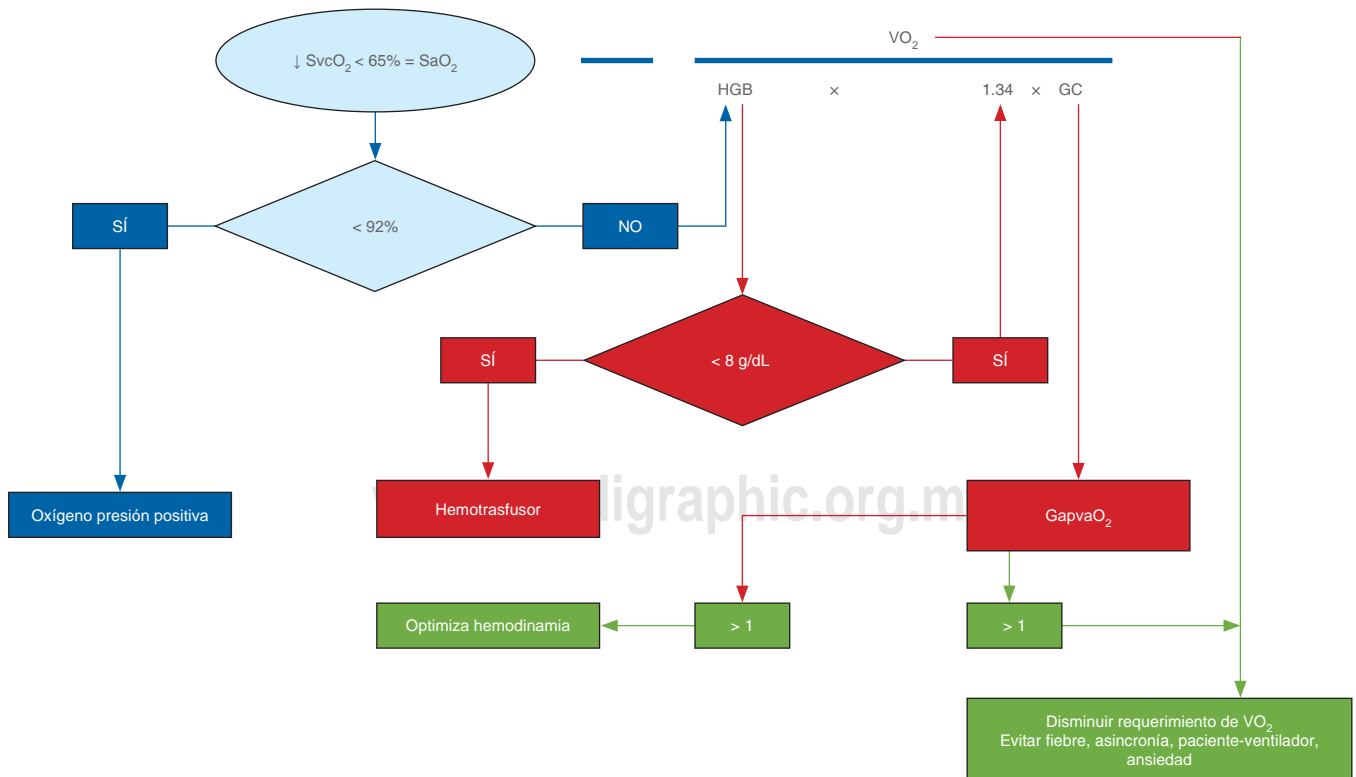 ↓ SvcO₂ < 65% = SaO₂
VO₂
HGB × 1.34 × GC
< 92%
SÍ
NO
< 8 g/dL
SÍ
SÍ
Oxígeno presión positiva
Hemotrasfusor
GapvaO₂
Optimiza hemodinamia
> 1
> 1
Disminuir requerimiento de VO₂
Evitar fiebre, asincronía, paciente-ventilador,
ansiedad